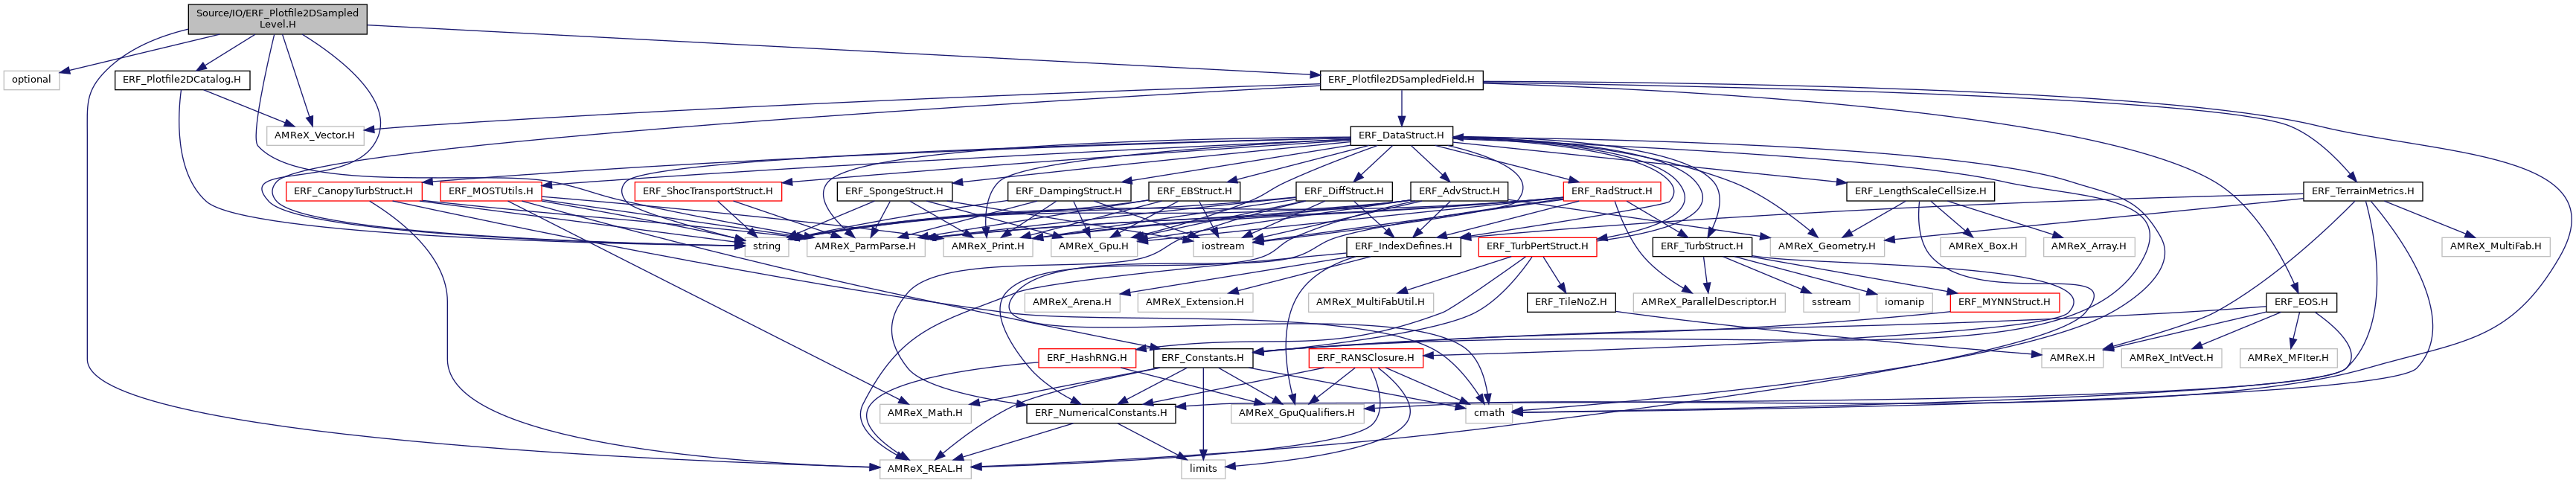 Source/IO/ERF_Plotfile2DSampled
Level.H
optional
ERF_Plotfile2DCatalog.H
ERF_Plotfile2DSampledField.H
AMReX_Vector.H
ERF_DataStruct.H
ERF_CanopyTurbStruct.H
ERF_MOSTUtils.H
ERF_ShocTransportStruct.H
ERF_SpongeStruct.H
ERF_DampingStruct.H
ERF_EBStruct.H
ERF_DiffStruct.H
ERF_AdvStruct.H
ERF_RadStruct.H
ERF_LengthScaleCellSize.H
ERF_TerrainMetrics.H
string
AMReX_ParmParse.H
AMReX_Print.H
AMReX_Gpu.H
iostream
ERF_IndexDefines.H
ERF_TurbPertStruct.H
ERF_TurbStruct.H
AMReX_Geometry.H
AMReX_Box.H
AMReX_Array.H
AMReX_MultiFab.H
AMReX_Arena.H
AMReX_Extension.H
AMReX_MultiFabUtil.H
ERF_TileNoZ.H
AMReX_ParallelDescriptor.H
sstream
iomanip
ERF_MYNNStruct.H
ERF_EOS.H
ERF_HashRNG.H
ERF_Constants.H
ERF_RANSClosure.H
AMReX.H
AMReX_IntVect.H
AMReX_MFIter.H
AMReX_Math.H
ERF_NumericalConstants.H
AMReX_GpuQualifiers.H
cmath
AMReX_REAL.H
limits